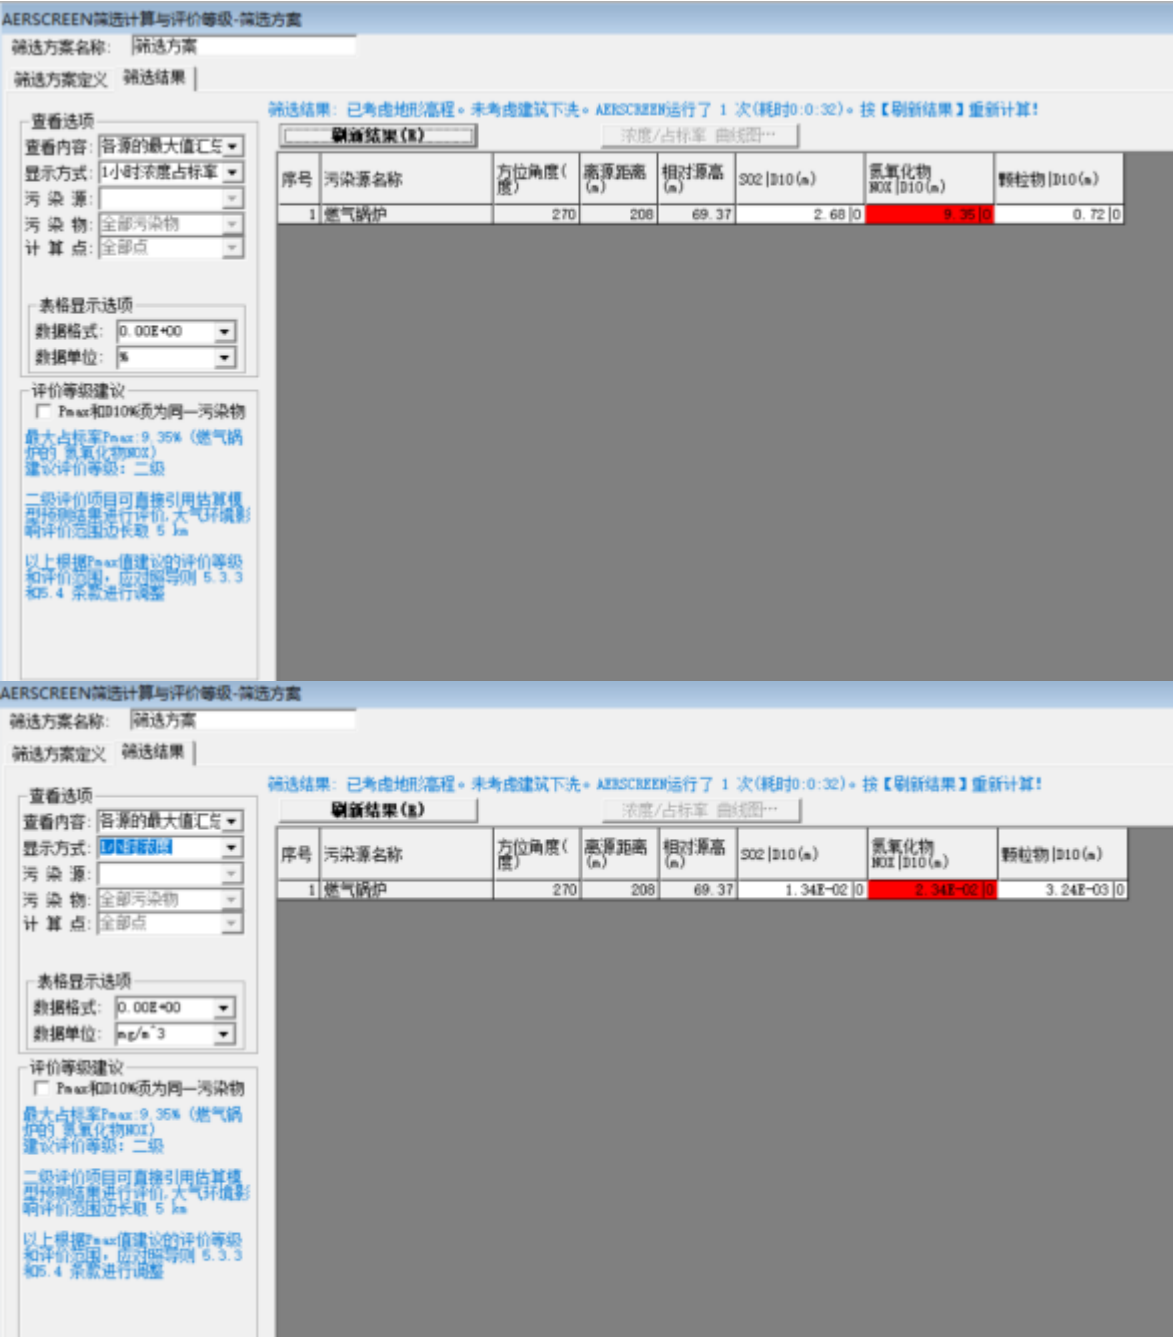 AERSCREEN筛选计算与评价等级-筛选方案
筛选方案名称: 筛选方案
筛选方案定义 筛选结果
筛选结果: 已考虑地形高程。未考虑建筑下洗。AERSCREEN运行了 1 次(耗时0:0:32)。按【刷新结果】重新计算!
查看选项
查看内容: 各源的最大值汇总
显示方式: 1小时浓度占标率
污 染 源:
污 染 物: 全部污染物
计 算 点: 全部点
表格显示选项
数据格式: 0.00E+00
数据单位: %
评价等级建议
Pmax和D10%须为同一污染物
最大占标率Pmax:9.35% (燃气锅
炉的 氮氧化物NOX)
建议评价等级: 二级
二级评价项目可直接引用估算模
型预测结果进行评价,大气环境影
响评价范围边长取 5 km
以上根据Pmax值建议的评价等级
和评价范围, 应对照导则 5.3.3
和5.4 条款进行调整
刷新结果(R) 浓度/占标率 曲线图…
序号 污染源名称 方位角度(度) 离源距离(m) 相对源高(m) SO2|D10(m) 氮氧化物NOX|D10(m) 颗粒物|D10(m)
1 燃气锅炉 270 208 69.37 2.68|0 9.35|0 0.72|0
AERSCREEN筛选计算与评价等级-筛选方案
筛选方案名称: 筛选方案
筛选方案定义 筛选结果
筛选结果: 已考虑地形高程。未考虑建筑下洗。AERSCREEN运行了 1 次(耗时0:0:32)。按【刷新结果】重新计算!
查看选项
查看内容: 各源的最大值汇总
显示方式: 1小时浓度
污 染 源:
污 染 物: 全部污染物
计 算 点: 全部点
表格显示选项
数据格式: 0.00E+00
数据单位: mg/m^3
评价等级建议
Pmax和D10%须为同一污染物
最大占标率Pmax:9.35% (燃气锅
炉的 氮氧化物NOX)
建议评价等级: 二级
二级评价项目可直接引用估算模
型预测结果进行评价,大气环境影
响评价范围边长取 5 km
以上根据Pmax值建议的评价等级
和评价范围, 应对照导则 5.3.3
和5.4 条款进行调整
刷新结果(R) 浓度/占标率 曲线图…
序号 污染源名称 方位角度(度) 离源距离(m) 相对源高(m) SO2|D10(m) 氮氧化物NOX|D10(m) 颗粒物|D10(m)
1 燃气锅炉 270 208 69.37 1.34E-02|0 2.34E-02|0 3.24E-03|0